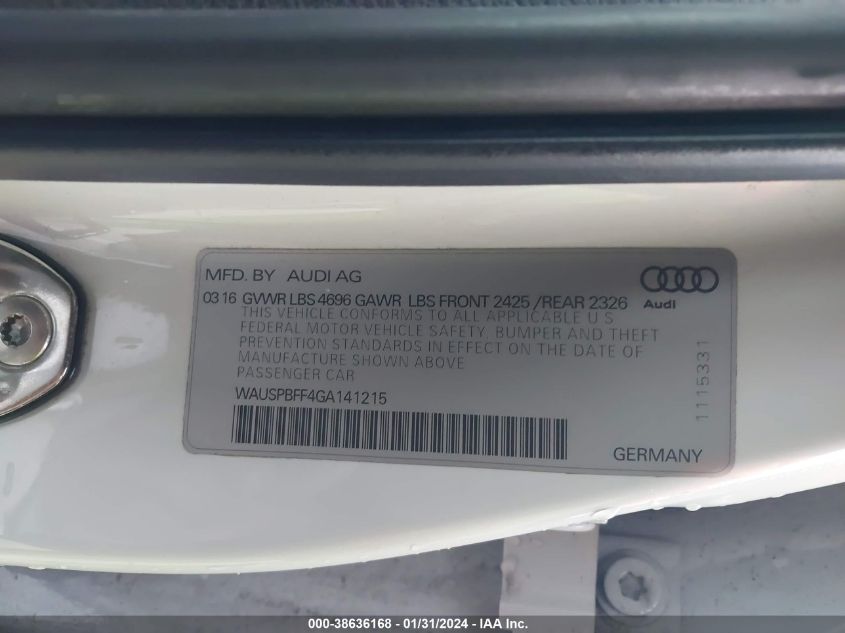 MFD. BY AUDI AG
0316 GVWR LBS 4696 GAWR LBS FRONT 2425 /REAR 2326
THIS VEHICLE CONFORMS TO ALL APPLICABLE U S
FEDERAL MOTOR VEHICLE SAFETY, BUMPER AND THEFT
PREVENTION STANDARDS IN EFFECT ON THE DATE OF
MANUFACTURE SHOWN ABOVE
PASSENGER CAR
WAUSPBFF4GA141215
GERMANY
Audi
1115331
000-38636168 - 01/31/2024 - IAA Inc.